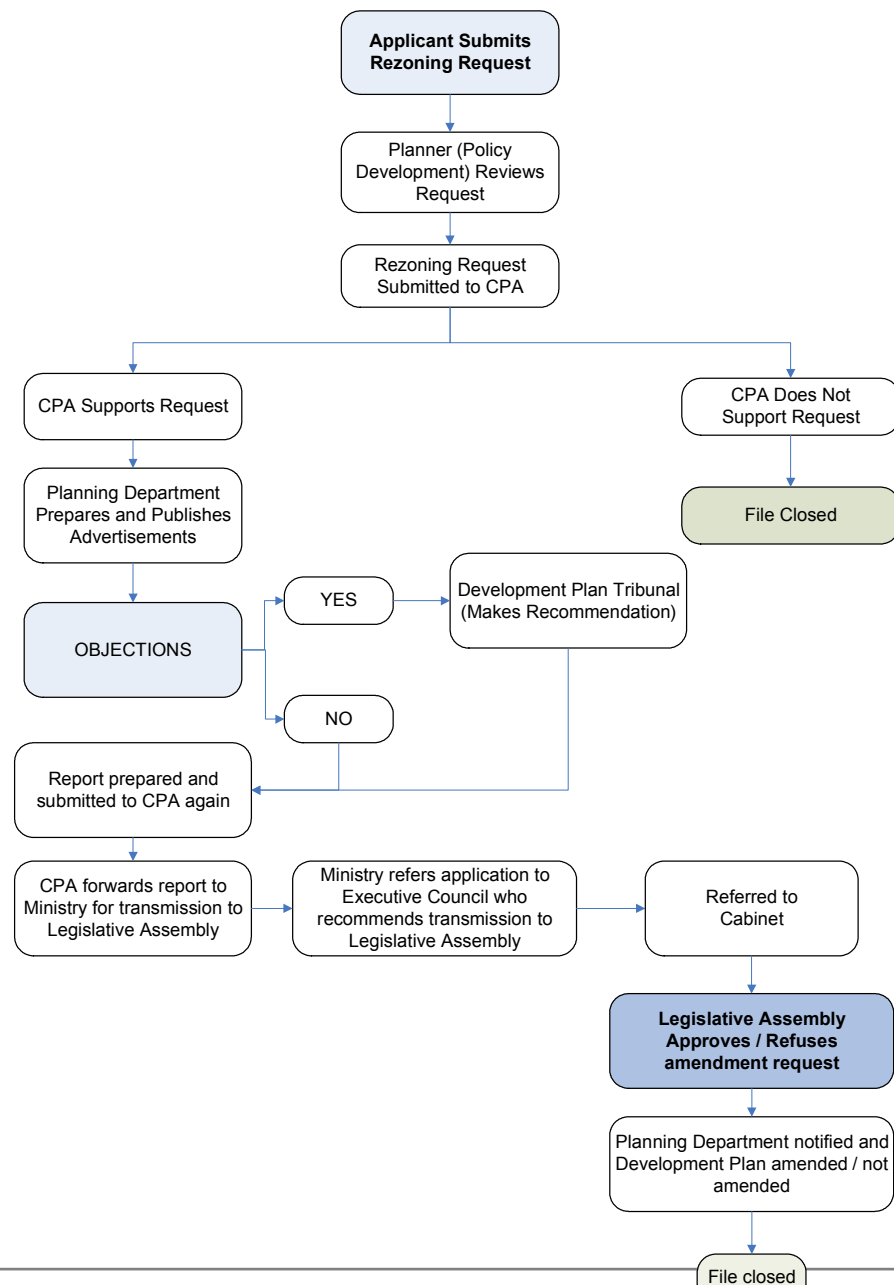 Applicant Submits
Rezoning Request
Planner (Policy
Development) Reviews
Request
Rezoning Request
Submitted to CPA
CPA Supports Request
CPA Does Not
Support Request
Planning Department
Prepares and Publishes
Advertisements
File Closed
YES
Development Plan Tribunal
(Makes Recommendation)
OBJECTIONS
NO
Report prepared and
submitted to CPA again
CPA forwards report to
Ministry for transmission to
Legislative Assembly
Ministry refers application to
Executive Council who
recommends transmission to
Legislative Assembly
Referred to
Cabinet
Legislative Assembly
Approves / Refuses
amendment request
Planning Department notified and
Development Plan amended / not
amended
File closed